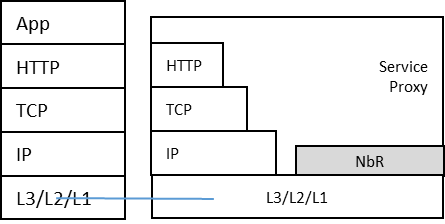 App
HTTP
TCP
IP
L3/L2/L1
HTTP
TCP
IP
Service
Proxy
NbR
L3/L2/L1